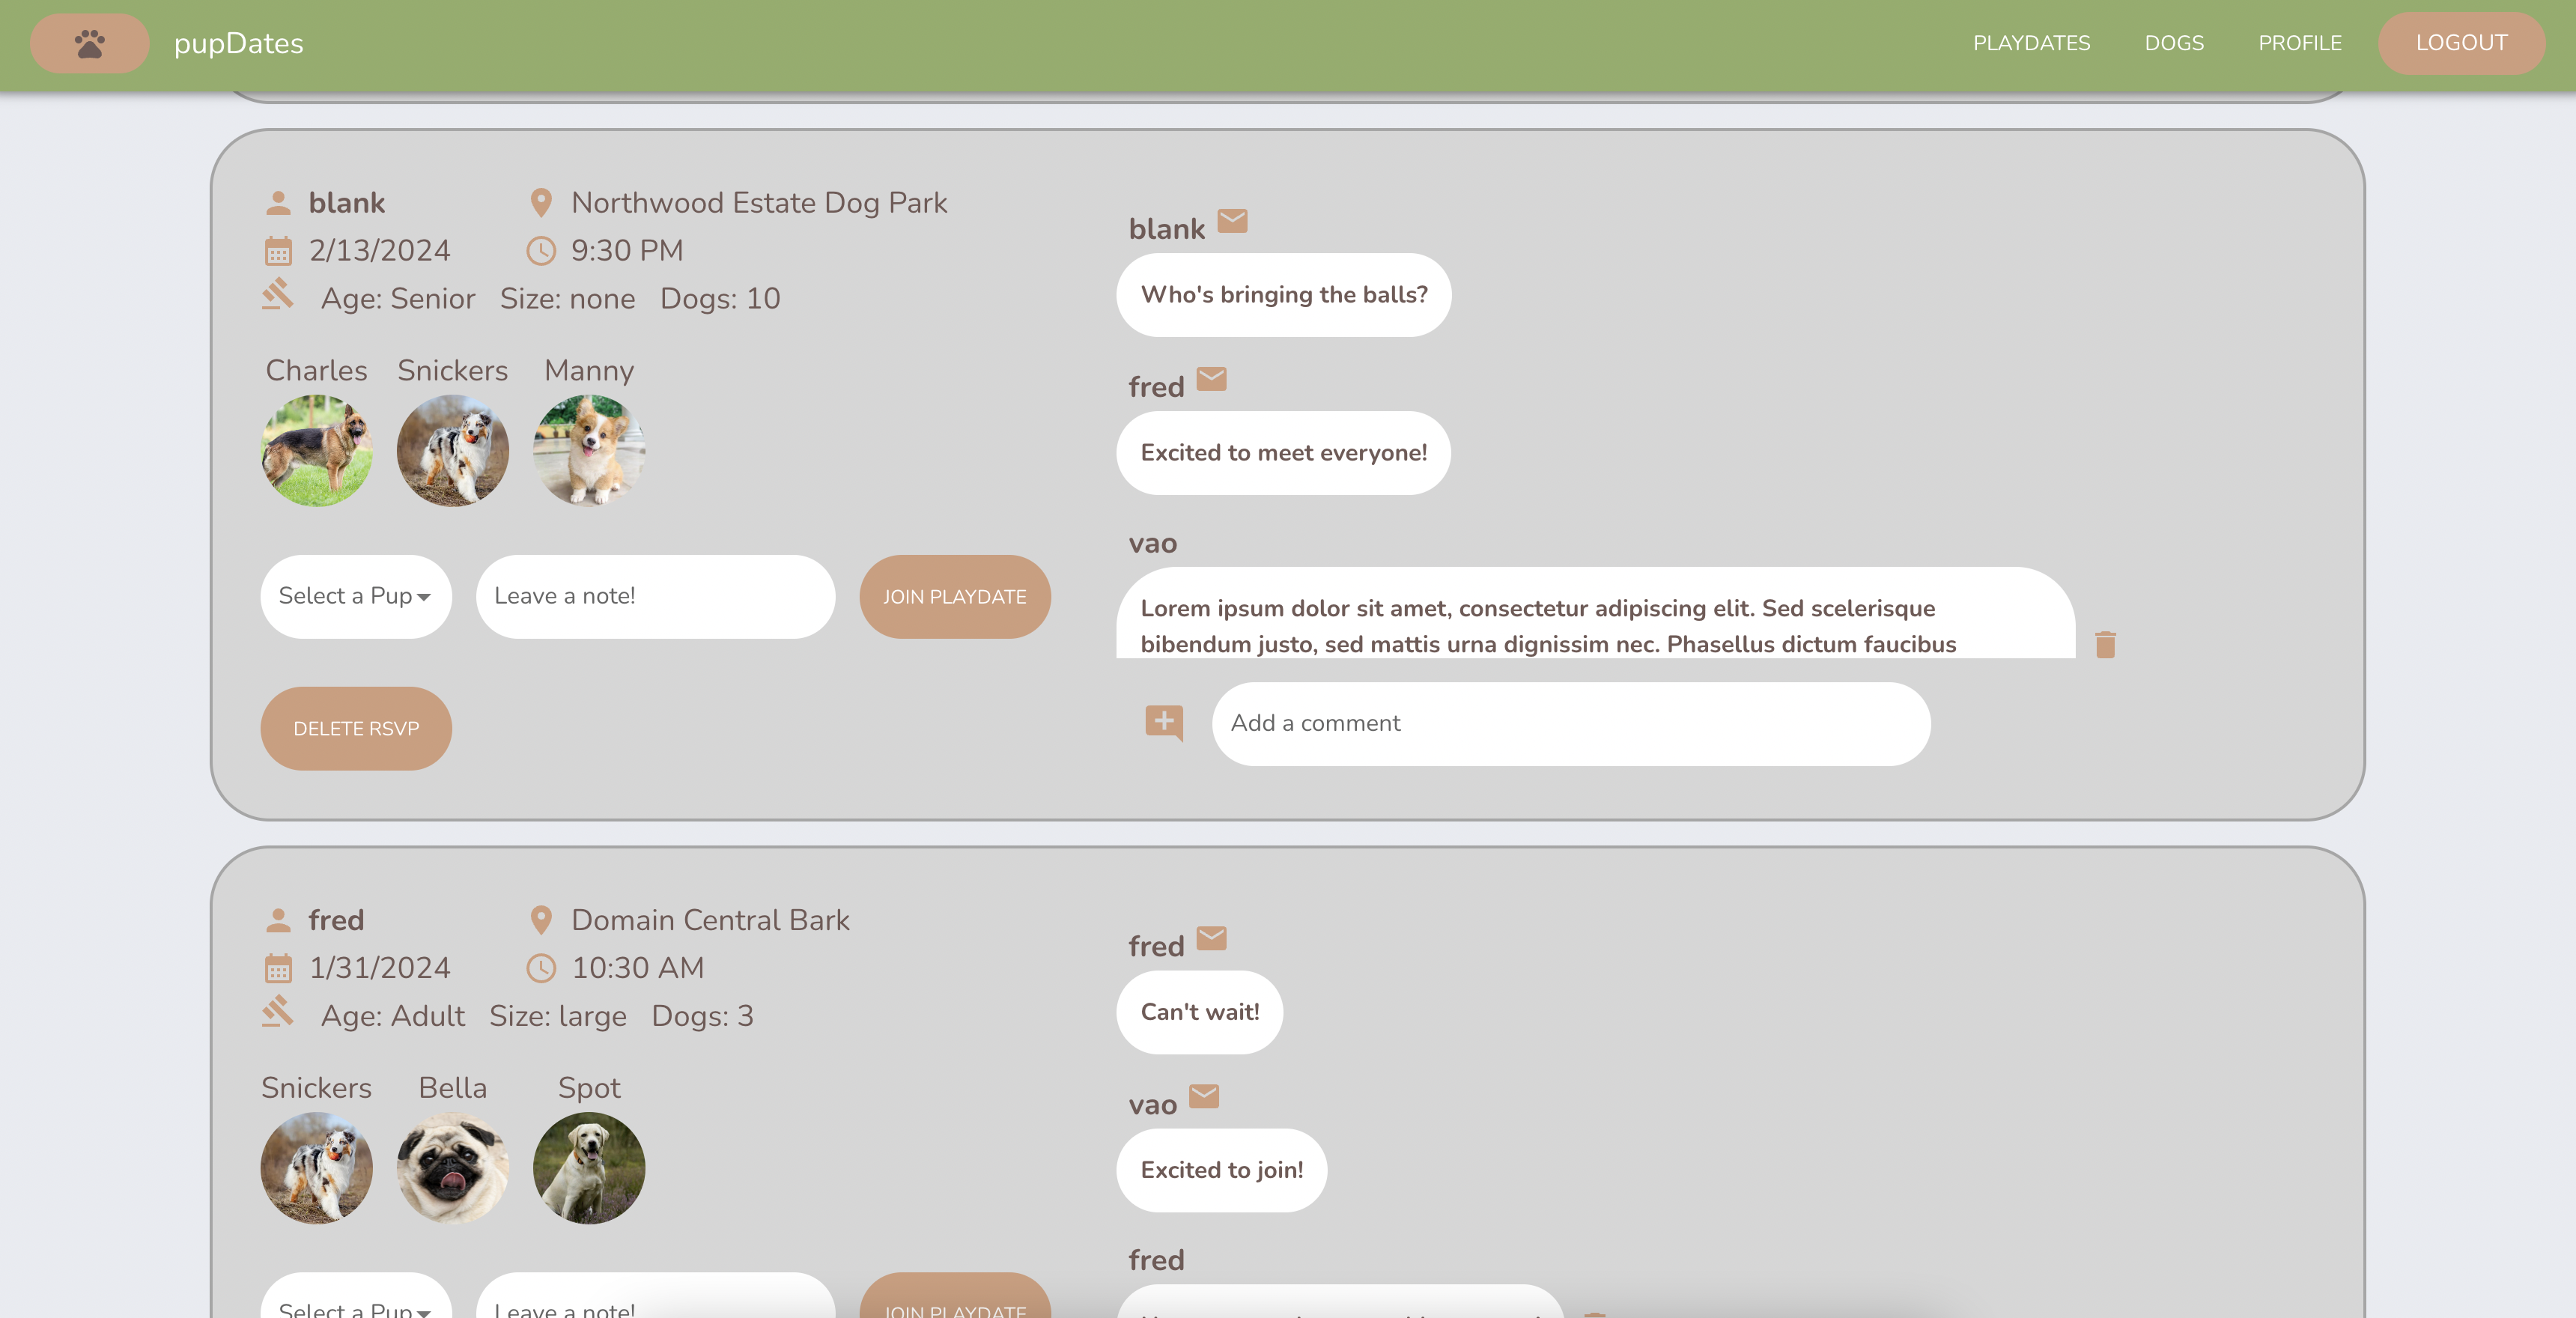 pupDates
PLAYDATES
DOGS
PROFILE
LOGOUT
blank
Northwood Estate Dog Park
2/13/2024
9:30 PM
Age: Senior Size: none Dogs: 10
Charles
Snickers
Manny
Select a Pup
Leave a note!
JOIN PLAYDATE
DELETE RSVP
blank
Who's bringing the balls?
fred
Excited to meet everyone!
vao
Lorem ipsum dolor sit amet, consectetur adipiscing elit. Sed scelerisque
bibendum justo, sed mattis urna dignissim nec. Phasellus dictum faucibus
Add a comment
fred
Domain Central Bark
1/31/2024
10:30 AM
Age: Adult Size: large Dogs: 3
Snickers
Bella
Spot
Select a Pup
Leave a note!
JOIN PLAYDATE
fred
Can't wait!
vao
Excited to join!
fred